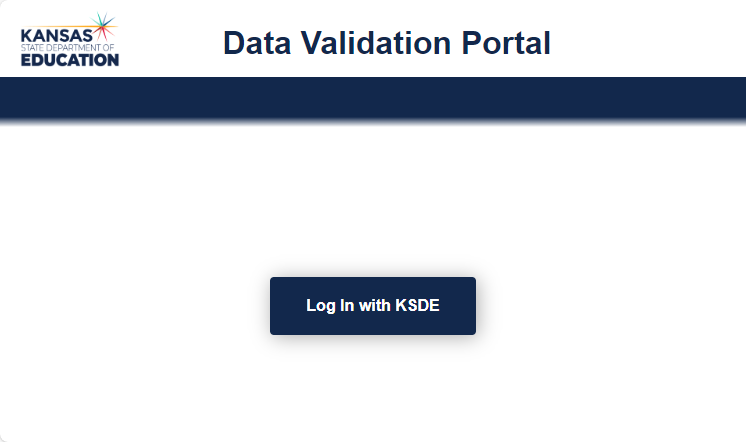 KANSAS
STATE DEPARTMENT OF
EDUCATION
Data Validation Portal
Log In with KSDE